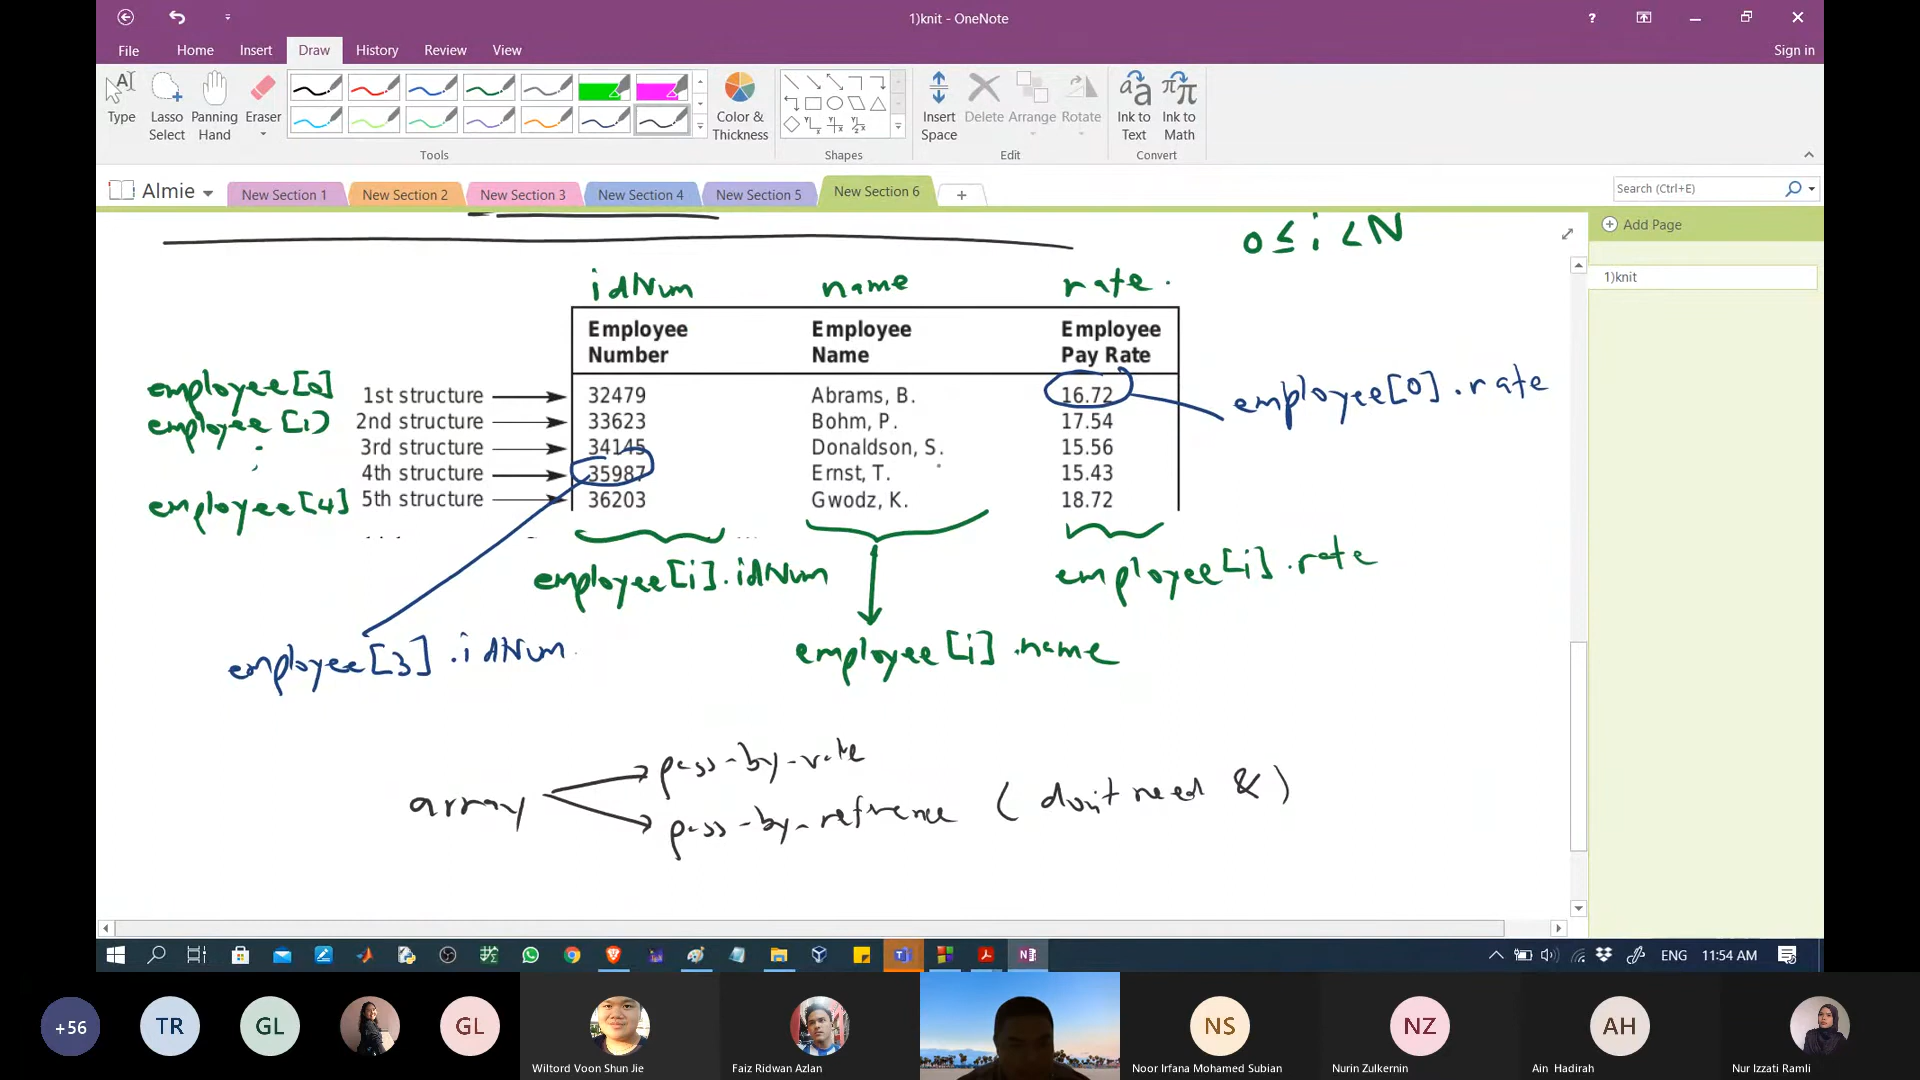 1)knit - OneNote
?
File Home Insert Draw History Review View
Sign in
Type
Lasso Select
Panning Hand
Eraser
Color & Thickness
Insert Space
Delete
Arrange
Rotate
Ink to Text
Ink to Math
Tools
Shapes
Edit
Convert
Almie
New Section 1
New Section 2
New Section 3
New Section 4
New Section 5
New Section 6
+
Search (Ctrl+E)
Add Page
1)knit
0 ≤ i < N
idNum name rate.
Employee Number
Employee Name
Employee Pay Rate
employee[0] 1st structure 32479 Abrams, B. 16.72 employee[0].rate
employee[1] 2nd structure 33623 Bohm, P. 17.54
3rd structure 34145 Donaldson, S. 15.56
4th structure 35987 Ernst, T. 15.43
employee[4] 5th structure 36203 Gwodz, K. 18.72
employee[i].idNum
employee[i].rate
employee[3].idNum.
employee[i].name
array
pass-by-vale
pass-by-refrence (don't need &)
ENG 11:54 AM
+56
TR
GL
GL
NS
NZ
AH
Wiltord Voon Shun Jie
Faiz Ridwan Azlan
Noor Irfana Mohamed Subian
Nurin Zulkernin
Ain Hadirah
Nur Izzati Ramli